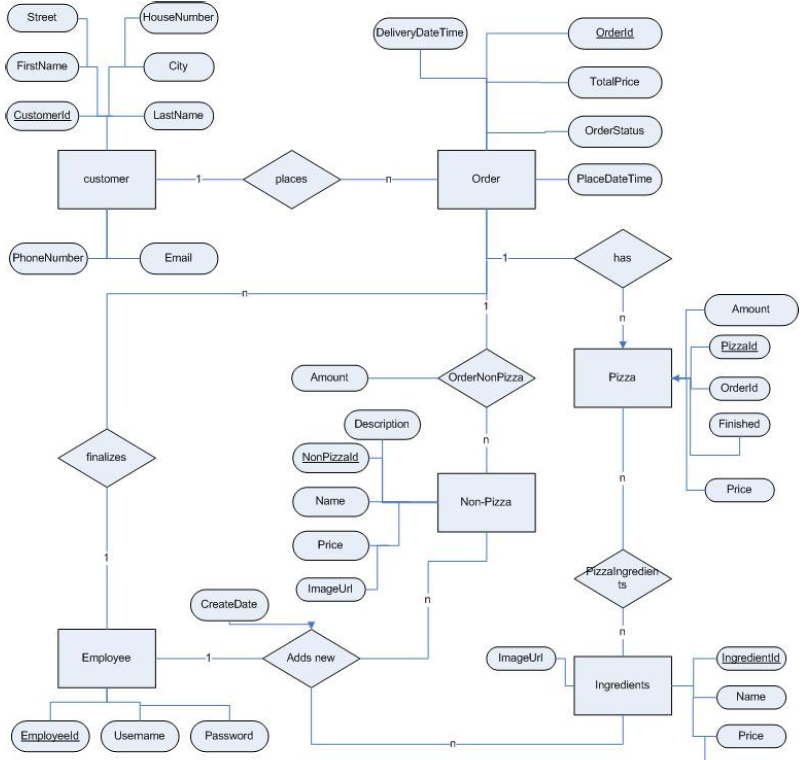 Street
HouseNumber
DeliveryDateTime
OrderId
FirstName
City
TotalPrice
CustomerId
LastName
OrderStatus
customer
1
places
n
Order
PlaceDateTime
PhoneNumber
Email
1
has
n
1
n
Amount
PizzaId
Amount
OrderNonPizza
Pizza
OrderId
Description
Finished
finalizes
NonPizzaId
n
n
Price
Name
Non-Pizza
Price
1
PizzaIngredien
ts
ImageUrl
n
CreateDate
n
Employee
1
Adds new
ImageUrl
IngredientId
Ingredients
Name
EmployeeId
Username
Password
n
Price